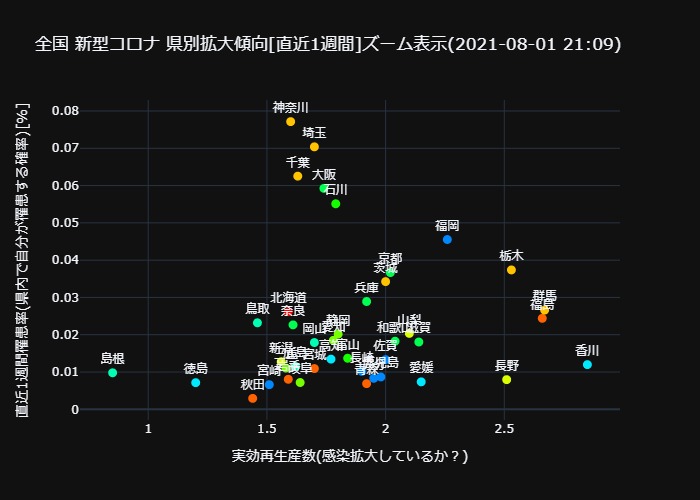 全国 新型コロナ 県別拡大傾向[直近1週間]ズーム表示(2021-08-01 21:09)
直近1週間罹患率(県内で自分が罹患する確率)[%]
0.08
0.07
0.06
0.05
0.04
0.03
0.02
0.01
0
神奈川
埼玉
千葉
大阪
石川
福岡
栃木
京都
茨城
兵庫
群馬
福島
北海道
奈良
鳥取
静岡
岡山
山梨
和歌山
滋賀
佐賀
富山
高知
新潟
宮城
長崎
宮崎
岐阜
青森
島根
徳島
秋田
愛媛
長野
香川
1
1.5
2
2.5
実効再生産数(感染拡大しているか？)